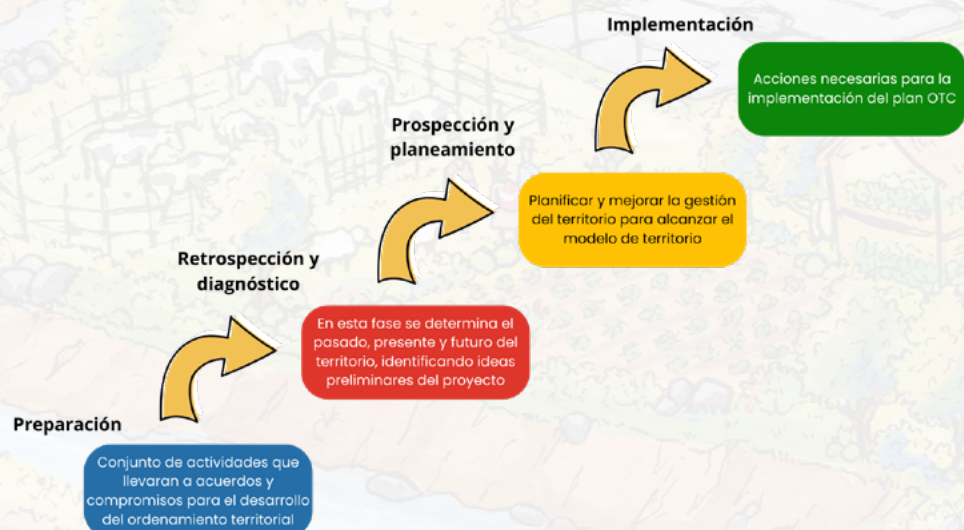 Implementación
Acciones necesarias para la
implementación del plan OTC
Prospección y
planeamiento
Planificar y mejorar la gestión
del territorio para alcanzar el
modelo de territorio
Retrospección y
diagnóstico
En esta fase se determina el
pasado, presente y futuro del
territorio, identificando ideas
preliminares del proyecto
Preparación
Conjunto de actividades que
llevaran a acuerdos y
compromisos para el desarrollo
del ordenamiento territorial